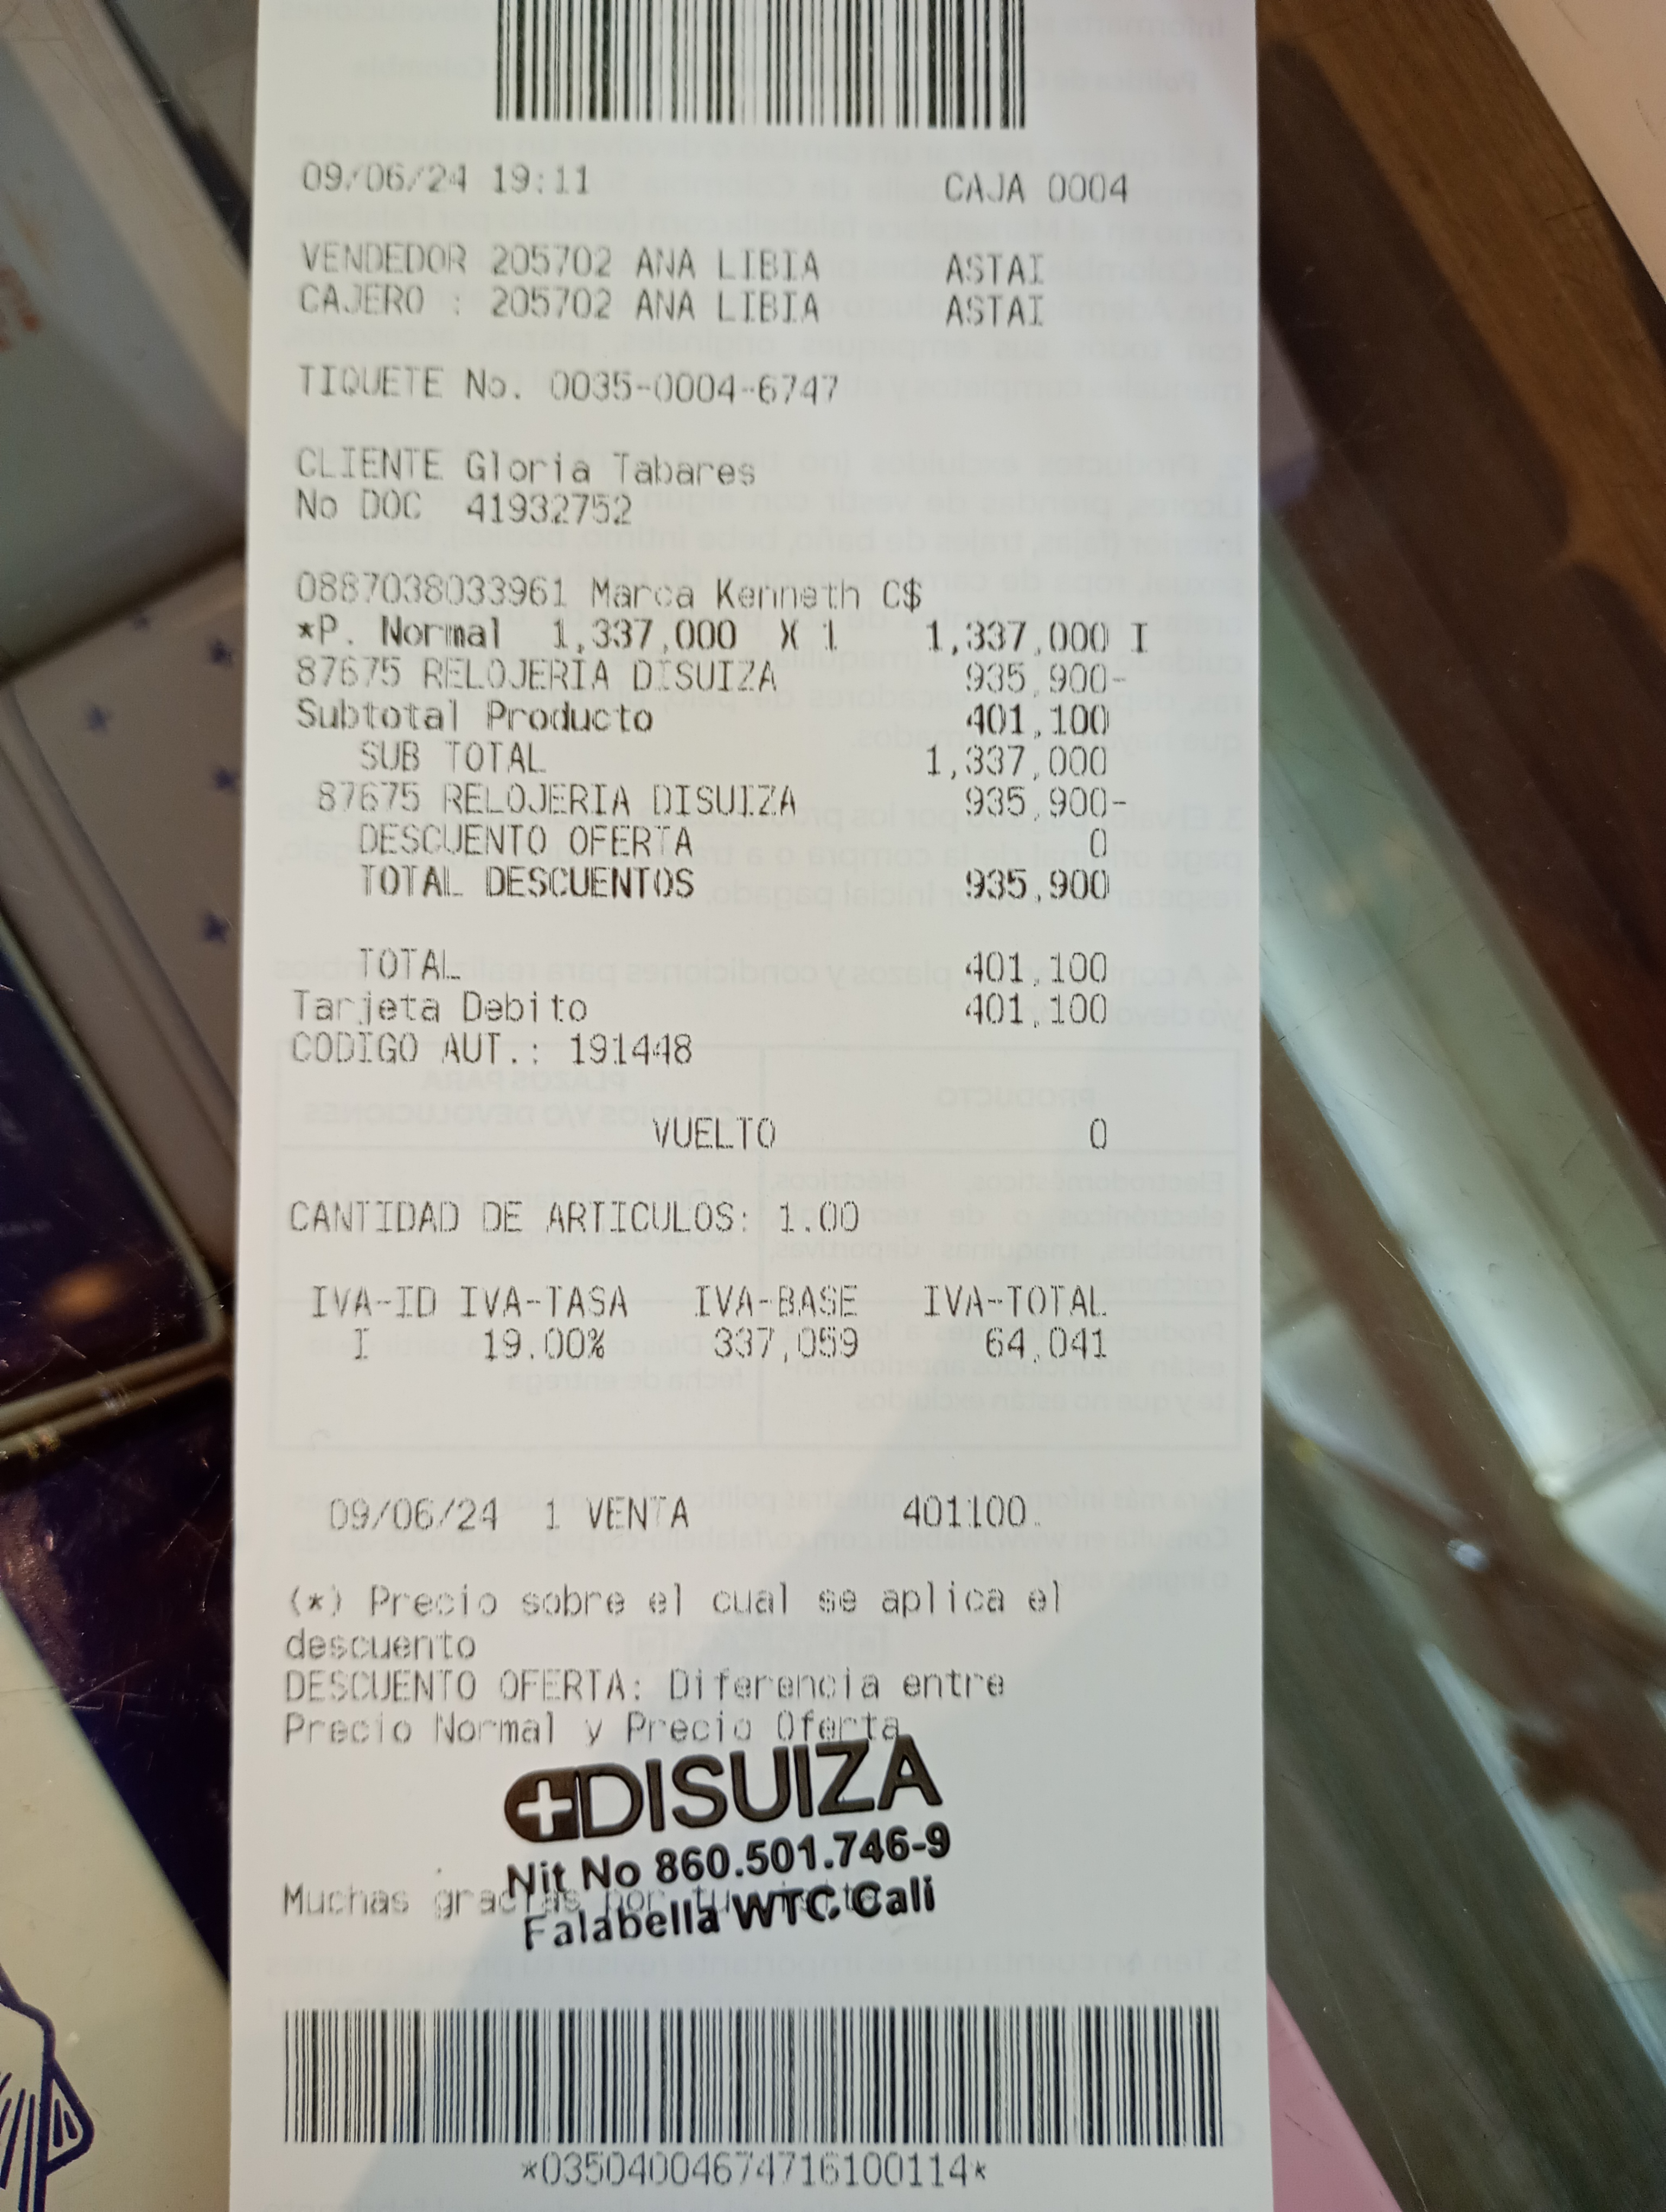 09/06/24 19:11 CAJA 0004
VENDEDOR 205702 ANA LIBIA ASTAI
CAJERO : 205702 ANA LIBIA ASTAI
TIQUETE No. 0035-0004-6747
CLIENTE Gloria Tabares
No DOC 41932752
0887038033961 Marca Kenneth C$
*P. Normal 1,337,000 X 1 1,337,000 I
87675 RELOJERIA DISUIZA 935,900-
Subtotal Producto 401,100
SUB TOTAL 1,337,000
87675 RELOJERIA DISUIZA 935,900-
DESCUENTO OFERTA 0
TOTAL DESCUENTOS 935,900
TOTAL 401,100
Tarjeta Debito 401,100
CODIGO AUT.: 191448
VUELTO 0
CANTIDAD DE ARTICULOS: 1.00
IVA-ID IVA-TASA IVA-BASE IVA-TOTAL
I 19.00% 337,059 64,041
09/06/24 1 VENTA 401100.
(*) Precio sobre el cual se aplica el
descuento
DESCUENTO OFERTA: Diferencia entre
Precio Normal y Precio Oferta
DISUIZA
Nit No 860.501.746-9
Muchas gracias por tu
Falabella WTC Cali
*03504004674716100114*